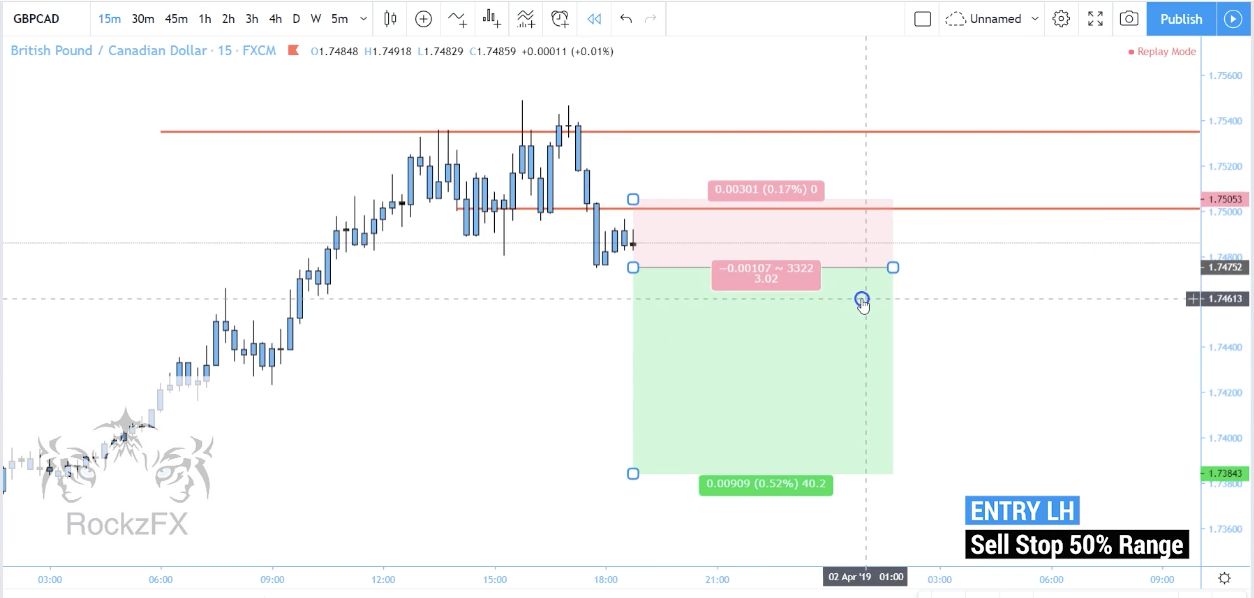 GBPCAD 15m 30m 45m 1h 2h 3h 4h D W 5m Unnamed Publish
British Pound / Canadian Dollar · 15 · FXCM O1.74848 H1.74918 L1.74829 C1.74859 +0.00011 (+0.01%)
Replay Mode
1.75600
1.75400
1.75200
0.00301 (0.17%) 0
1.75053
1.75000
1.74800
−0.00107 ~ 3322
3.02
1.74752
1.74613
1.74400
1.74200
1.74000
0.00909 (0.52%) 40.2
1.73843
1.73800
1.73600
RockzFX
ENTRY LH
Sell Stop 50% Range
03:00 06:00 09:00 12:00 15:00 18:00 21:00 02 Apr '19 01:00 03:00 06:00 09:00